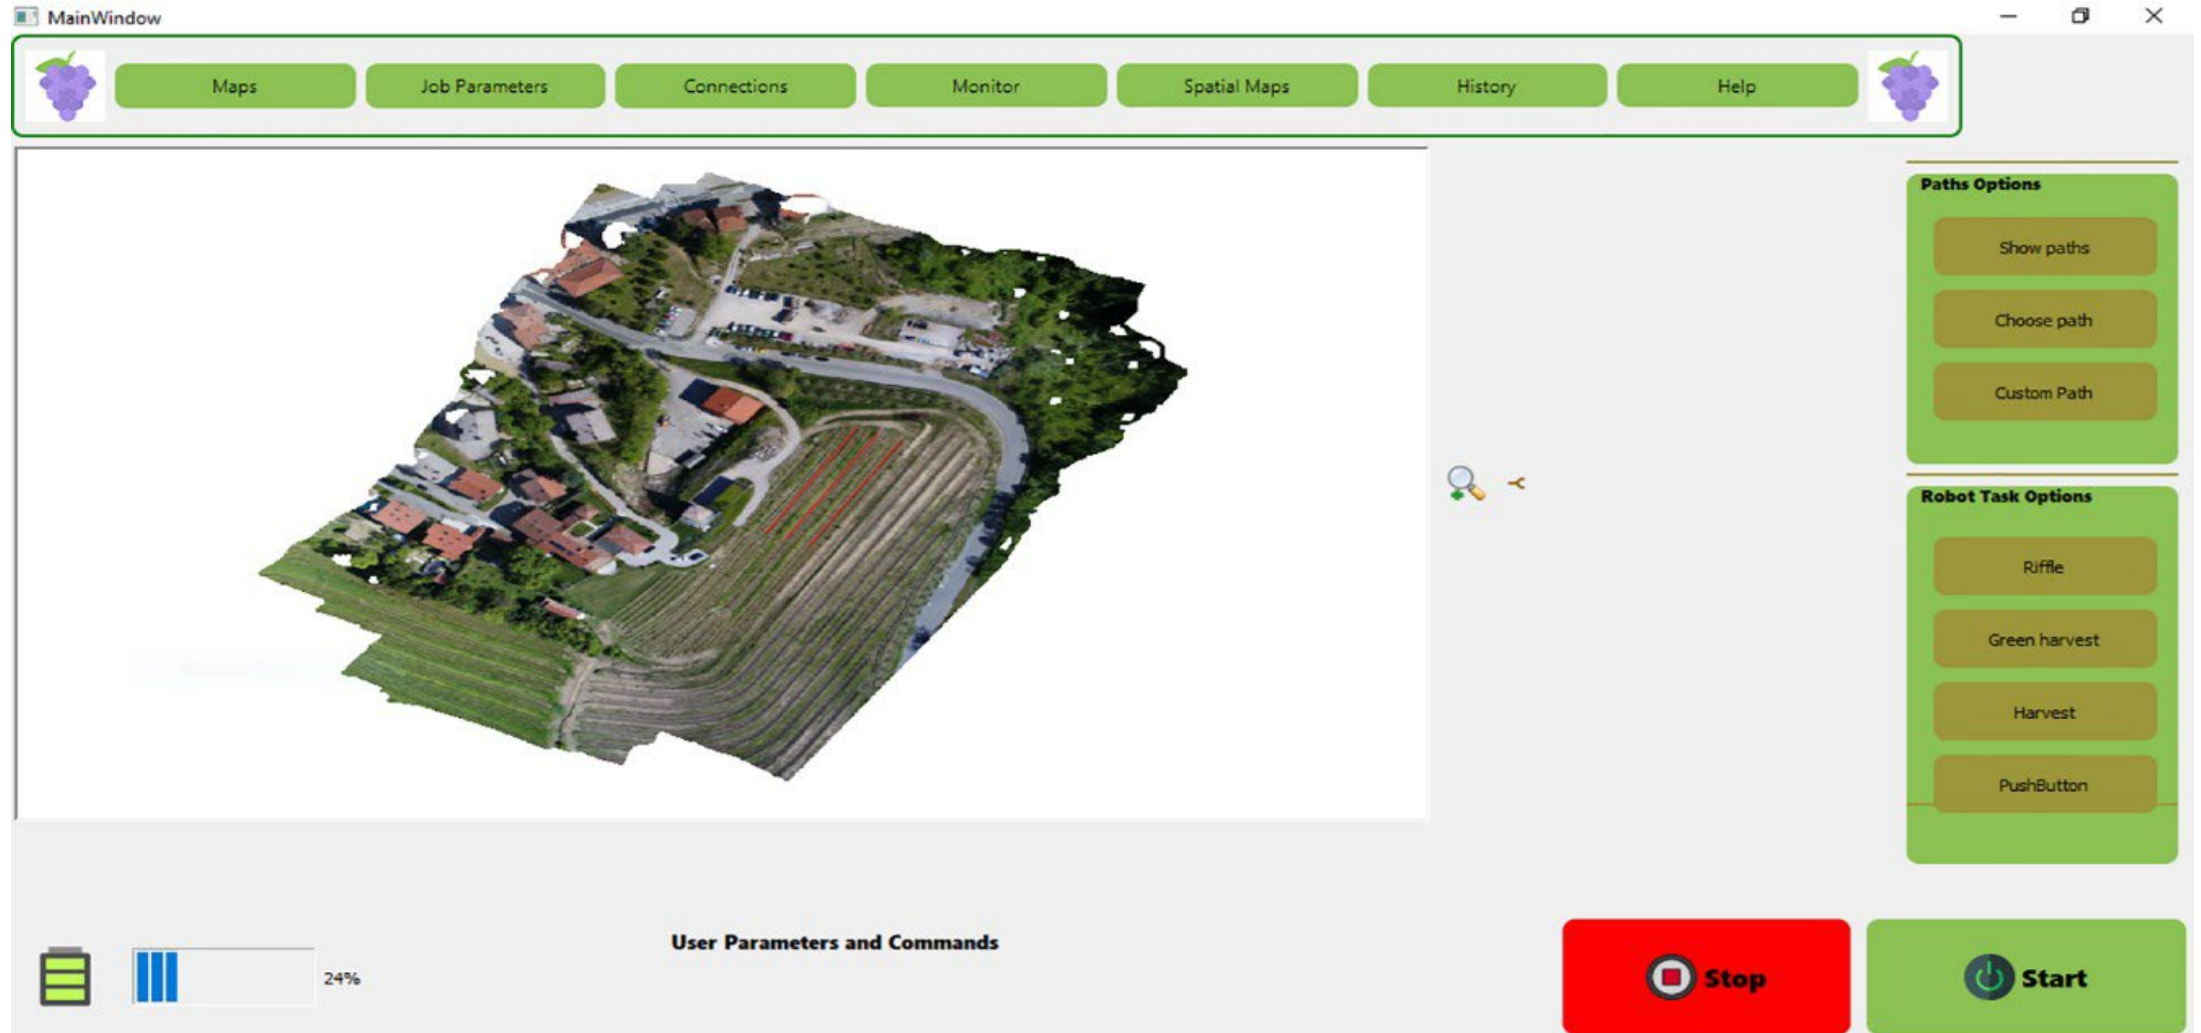 MainWindow
Maps
Job Parameters
Connections
Monitor
Spatial Maps
History
Help
Paths Options
Show paths
Choose path
Custom Path
Robot Task Options
Riffle
Green harvest
Harvest
PushButton
User Parameters and Commands
24%
Stop
Start